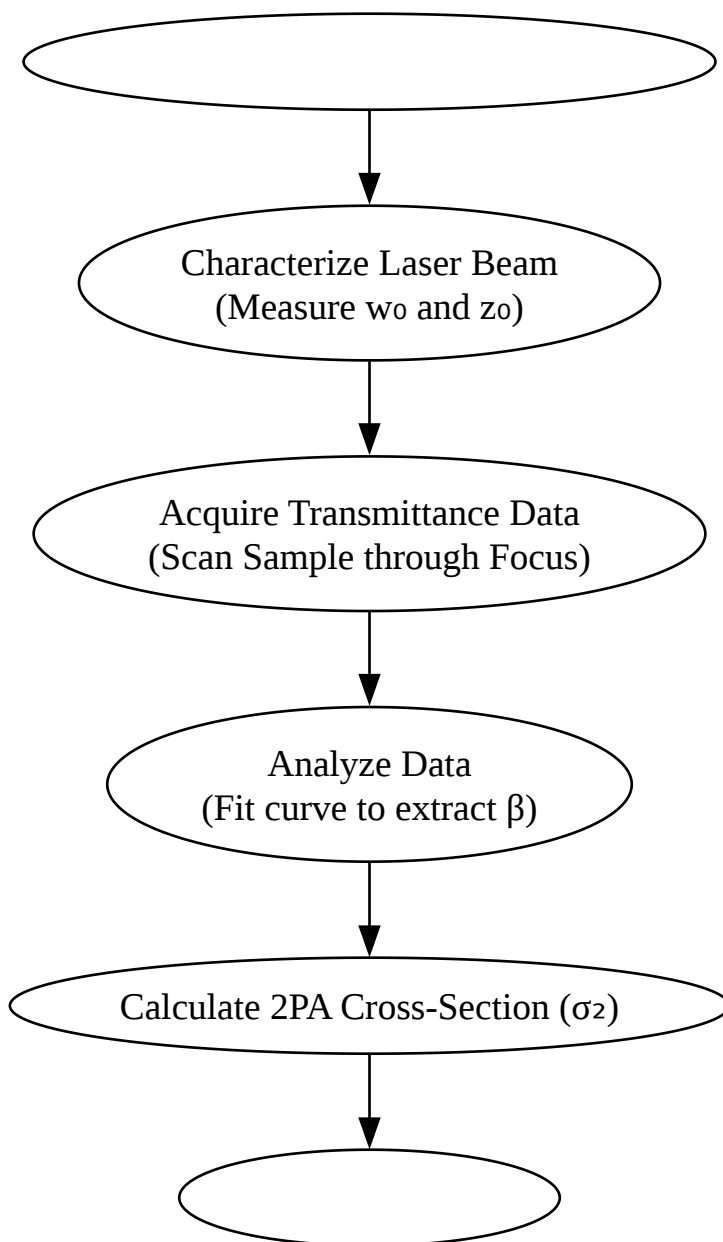 Characterize Laser Beam
(Measure w₀ and z₀)
Acquire Transmittance Data
(Scan Sample through Focus)
Analyze Data
(Fit curve to extract β)
Calculate 2PA Cross-Section (σ₂)